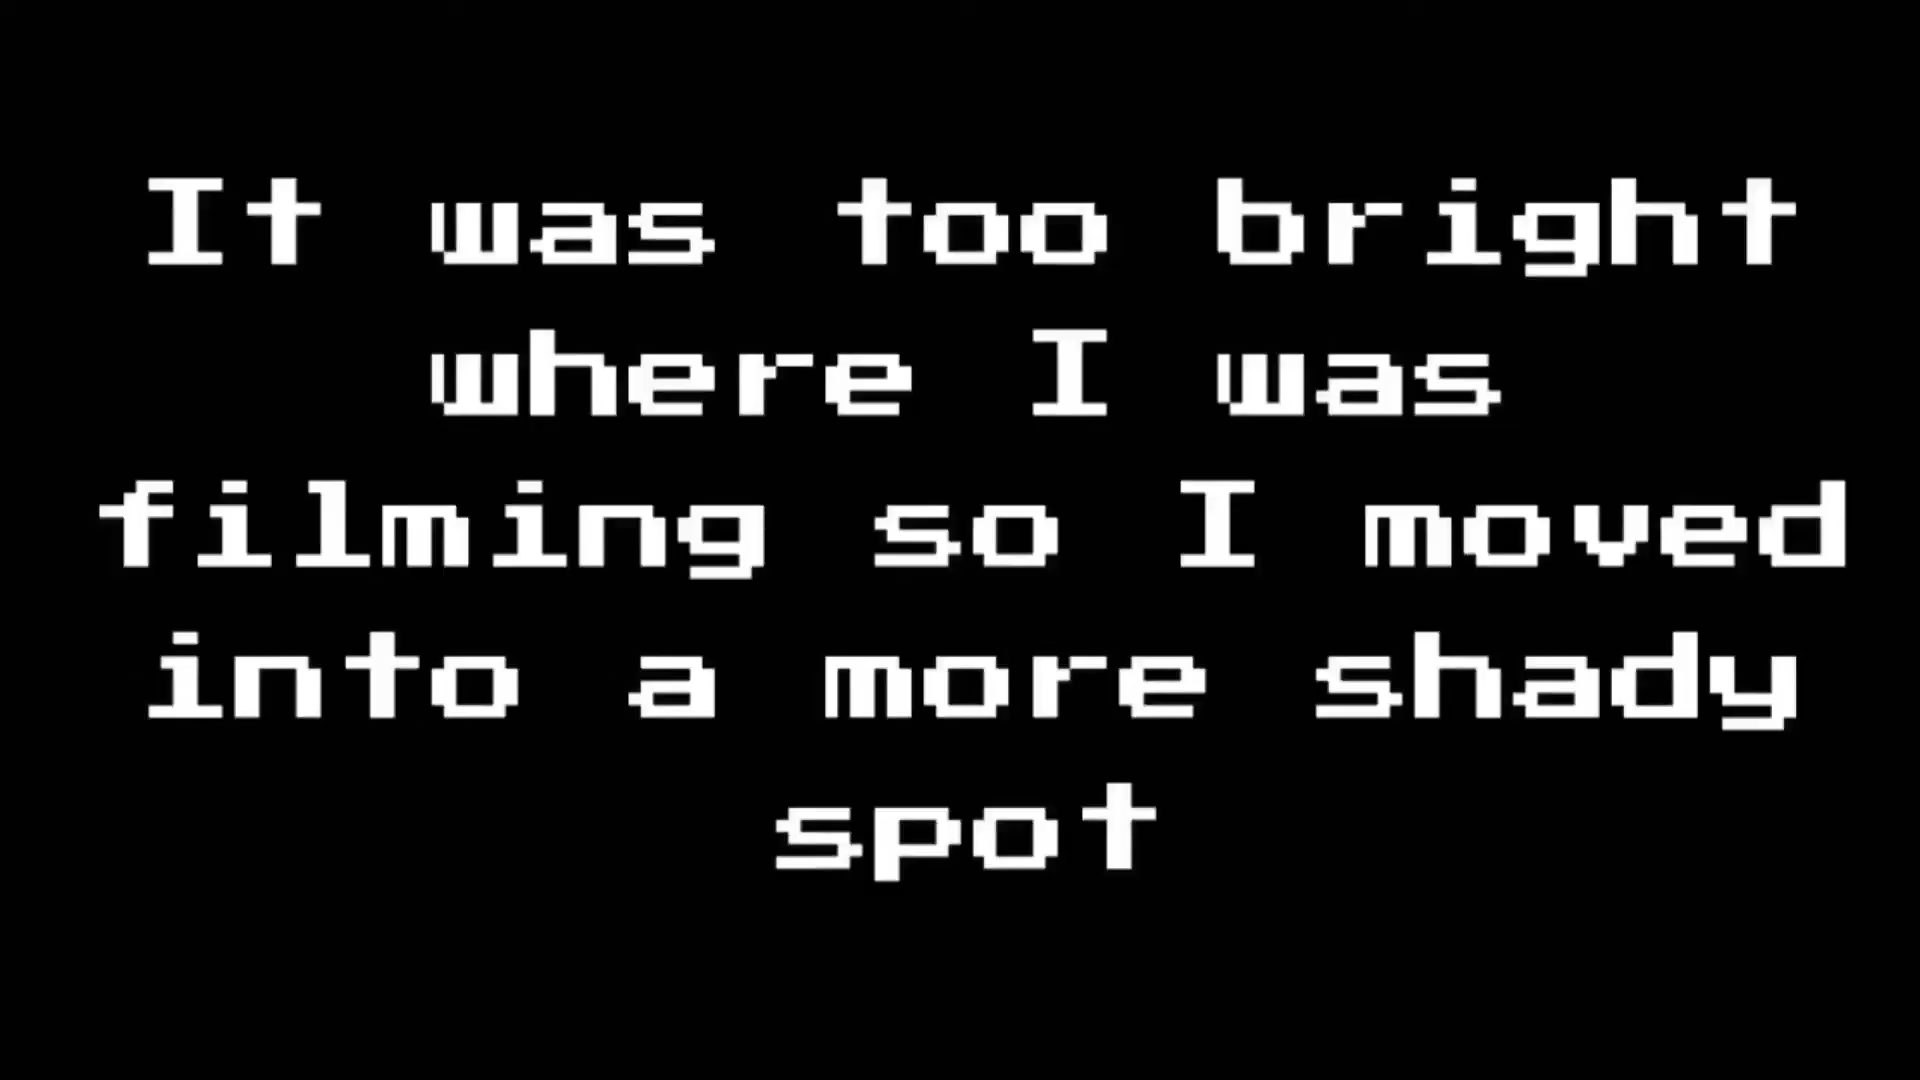 It was too bright
where I was
filming so I moved
into a more shady
spot